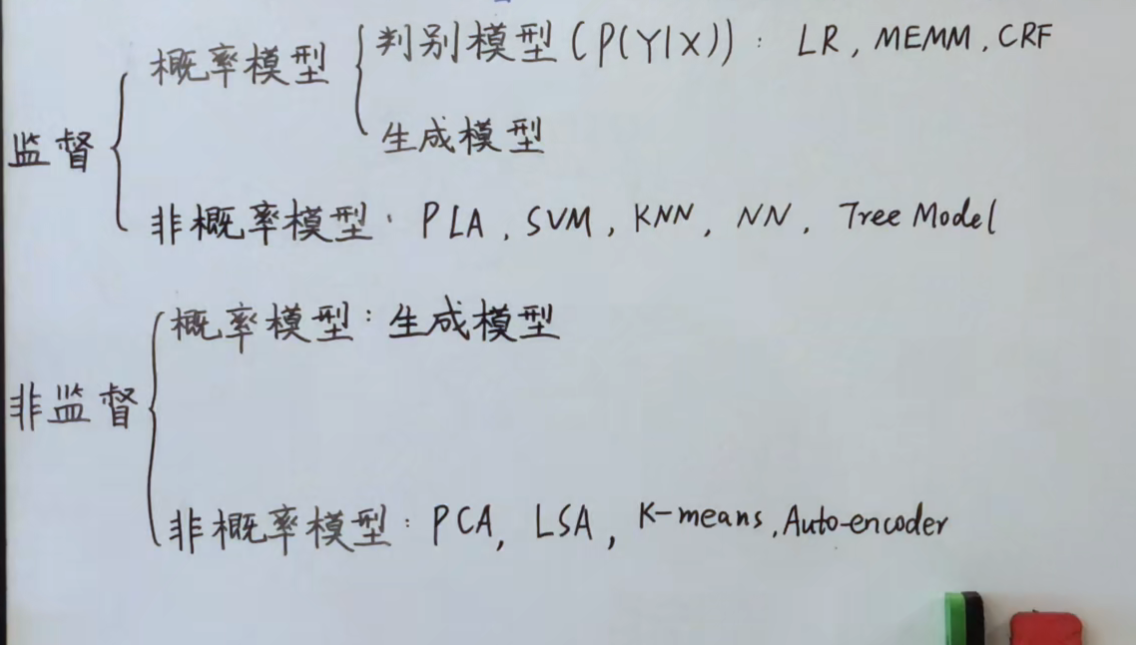 概率模型 判别模型(P(Y|X)): LR, MEMM, CRF
监督
生成模型
非概率模型: PLA, SVM, KNN, NN, Tree Model
概率模型: 生成模型
非监督
非概率模型: PCA, LSA, K-means, Auto-encoder